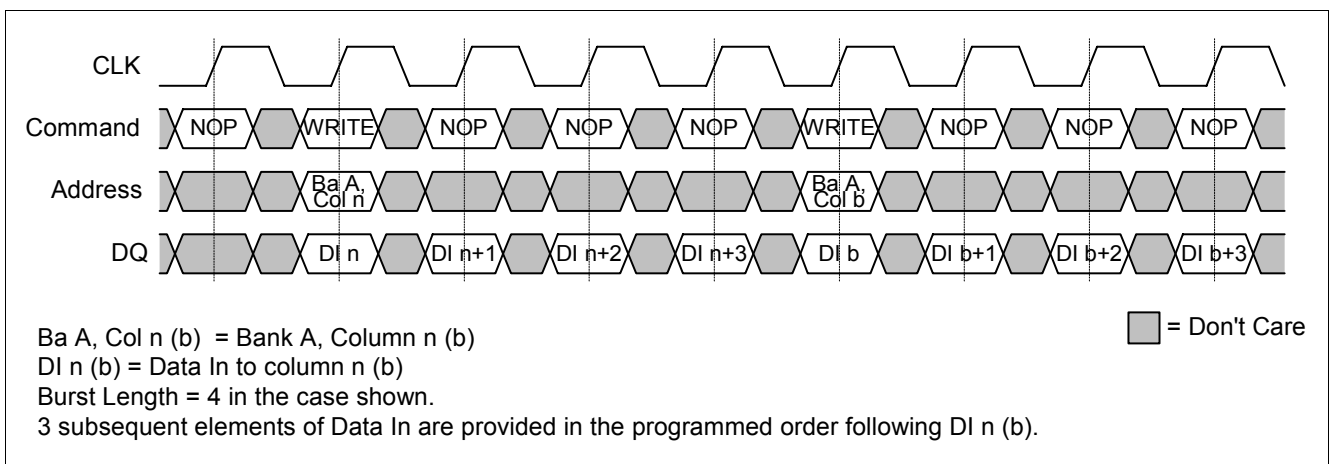 CLK
Command NOP WRITE NOP NOP NOP WRITE NOP NOP NOP
Address Ba A, Col n Ba A, Col b
DQ DI n DI n+1 DI n+2 DI n+3 DI b DI b+1 DI b+2 DI b+3
Ba A, Col n (b) = Bank A, Column n (b)
= Don't Care
DI n (b) = Data In to column n (b)
Burst Length = 4 in the case shown.
3 subsequent elements of Data In are provided in the programmed order following DI n (b).